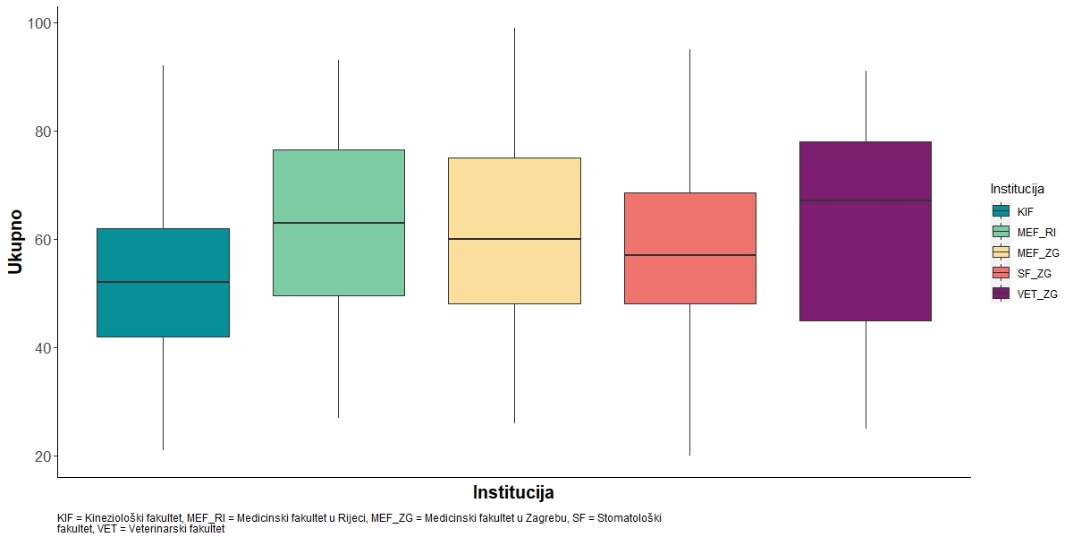 100
80
60
40
20
Ukupno
Institucija
Institucija
KIF
MEF_RI
MEF_ZG
SF_ZG
VET_ZG
KIF = Kineziološki fakultet, MEF_RI = Medicinski fakultet u Rijeci, MEF_ZG = Medicinski fakultet u Zagrebu, SF = Stomatološki
fakultet, VET = Veterinarski fakultet